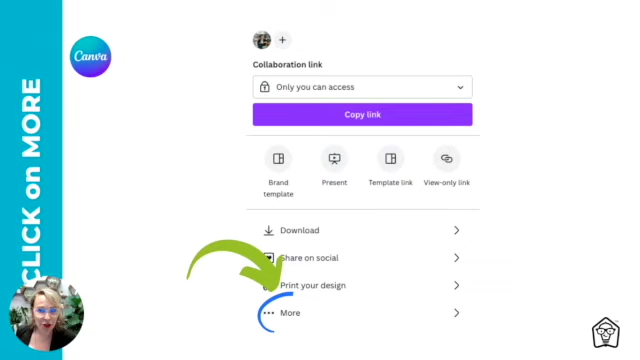 CLICK on MORE
Canva
+
Collaboration link
Only you can access
Copy link
Brand
template
Present
Template link
View-only link
Download
Share on social
Print your design
More